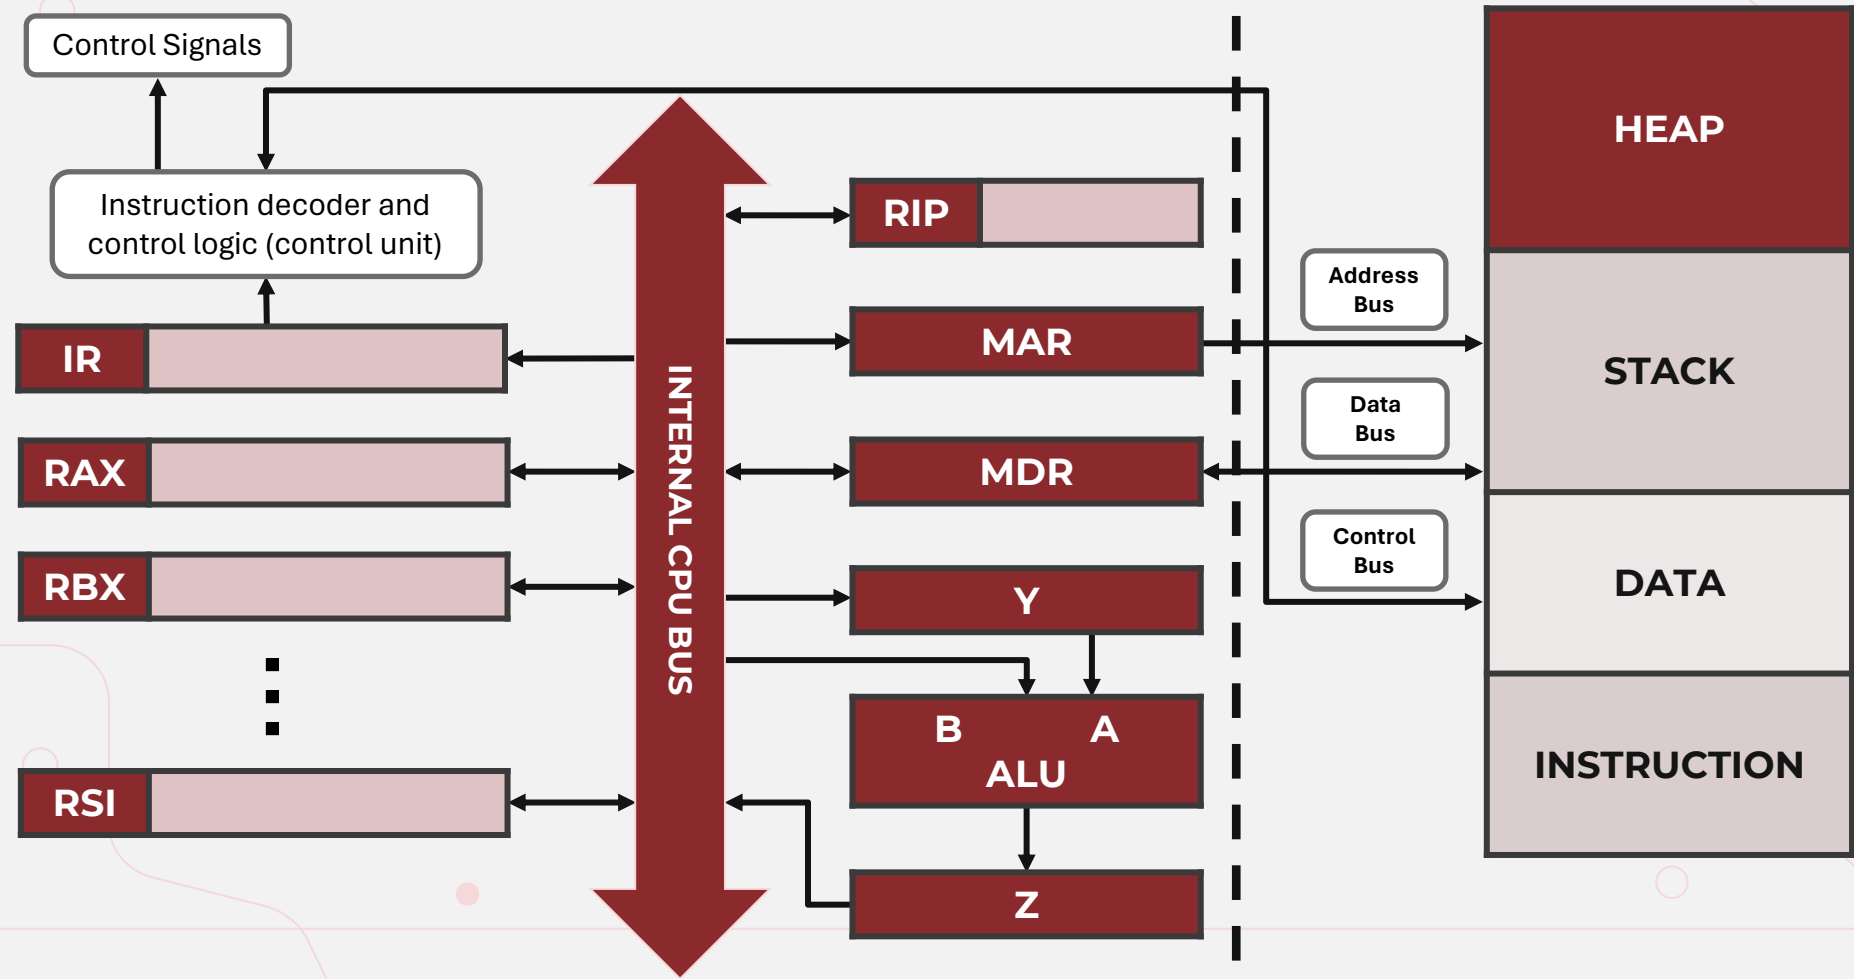 Control Signals
Instruction decoder and
control logic (control unit)
IR
RAX
RBX
RSI
INTERNAL CPU BUS
RIP
MAR
MDR
Y
B A
ALU
Z
Address
Bus
Data
Bus
Control
Bus
HEAP
STACK
DATA
INSTRUCTION